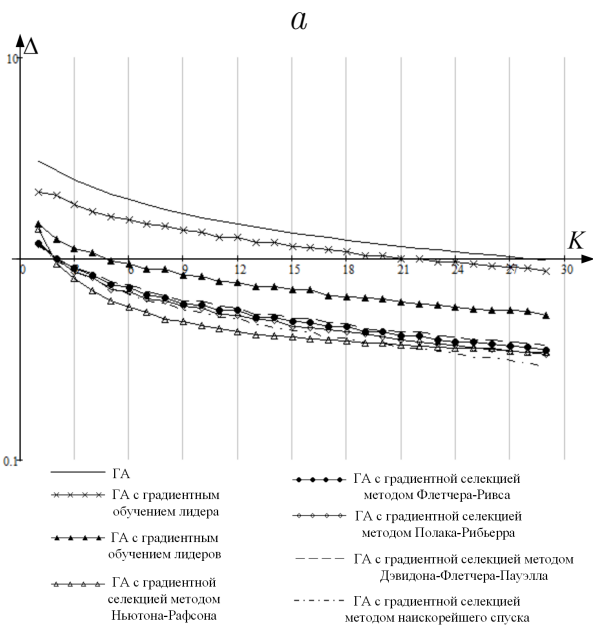 a
Δ
10
1
K
0
6
9
12
15
18
21
24
27
30
0.1
ГА
ГА с градиентным
обучением лидера
ГА с градиентным
обучением лидеров
ГА с градиентной
селекцией методом
Ньютона-Рафсона
ГА с градиентной селекцией
методом Флетчера-Ривса
ГА с градиентной селекцией
методом Полака-Рибьерра
ГА с градиентной селекцией методом
Дэвидона-Флетчера-Пауэлла
ГА с градиентной селекцией
методом наискорейшего спуска